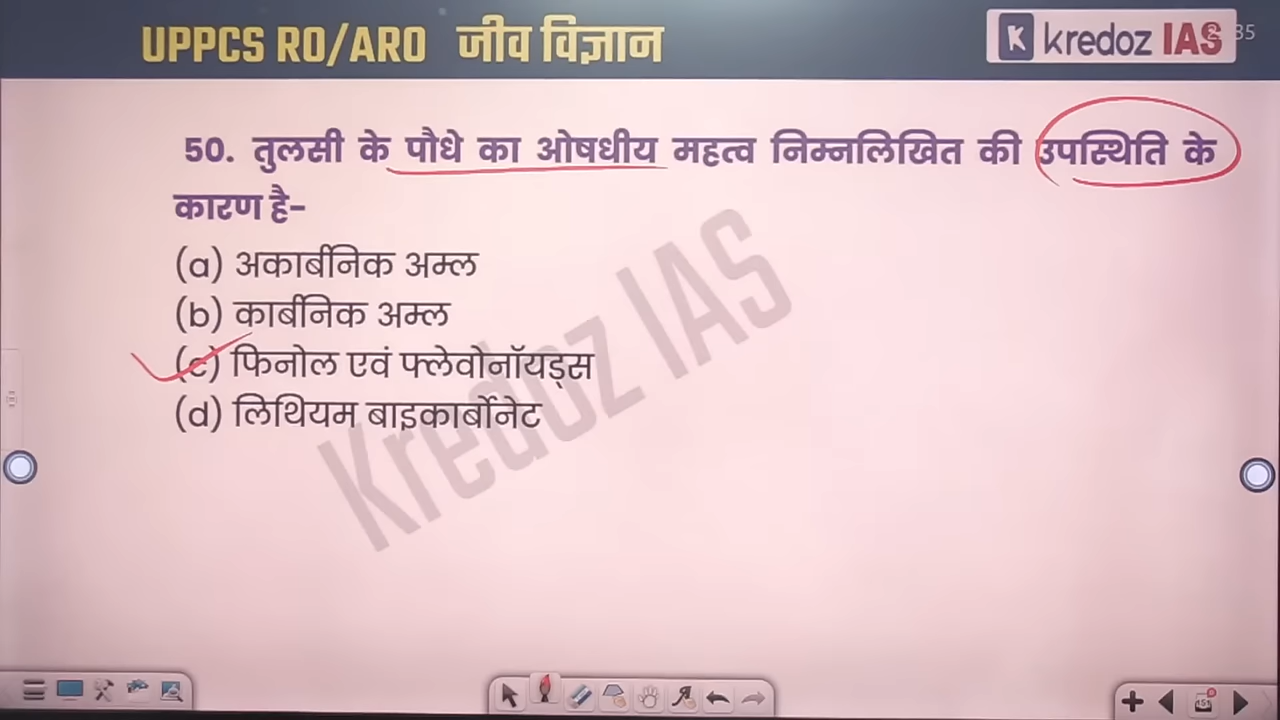 UPPCS RO/ARO जीव विज्ञान
kredoz IAS
50. तुलसी के पौधे का ओषधीय महत्व निम्नलिखित की उपस्थिति के
कारण है-
(a) अकार्बनिक अम्ल
(b) कार्बनिक अम्ल
(c) फिनोल एवं फ्लेवोनॉयड्स
(d) लिथियम बाइकार्बोनेट
Kredoz IAS
151